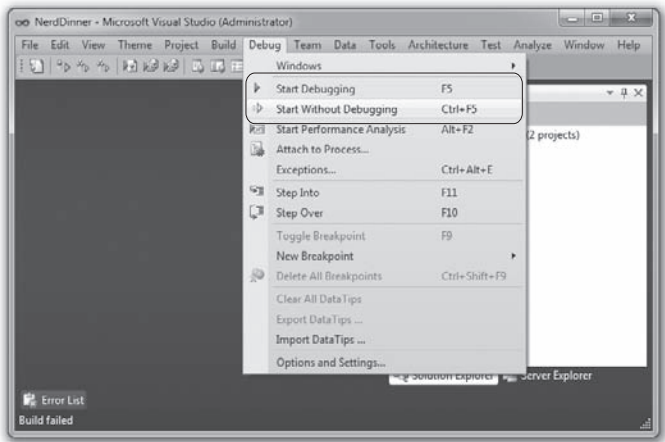 NerdDinner - Microsoft Visual Studio (Administrator)
File Edit View Theme Project Build Debug Team Data Tools Architecture Test Analyze Window Help
Windows
Start Debugging F5
Start Without Debugging Ctrl+F5
(2 projects)
Start Performance Analysis Alt+F2
Attach to Process...
Exceptions... Ctrl+Alt+E
Step Into F11
Step Over F10
Toggle Breakpoint F9
New Breakpoint
Delete All Breakpoints Ctrl+Shift+F9
Clear All DataTips
Export DataTips ...
Import DataTips ...
Options and Settings...
Solution Explorer Server Explorer
Error List
Build failed